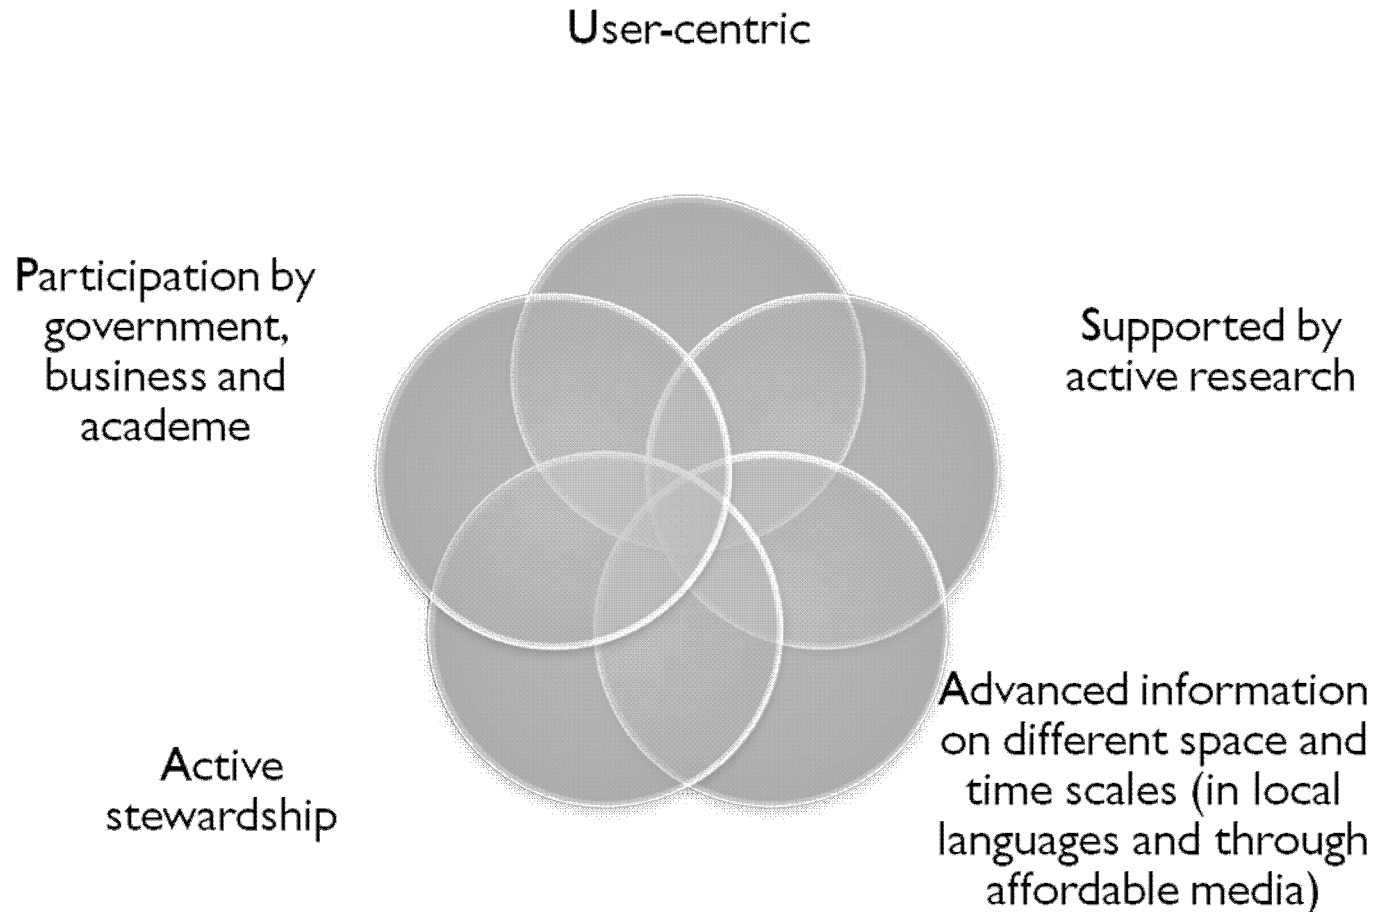 User-centric
Participation by
government,
business and
academe
Supported by
active research
Active
stewardship
Advanced information
on different space and
time scales (in local
languages and through
affordable media)